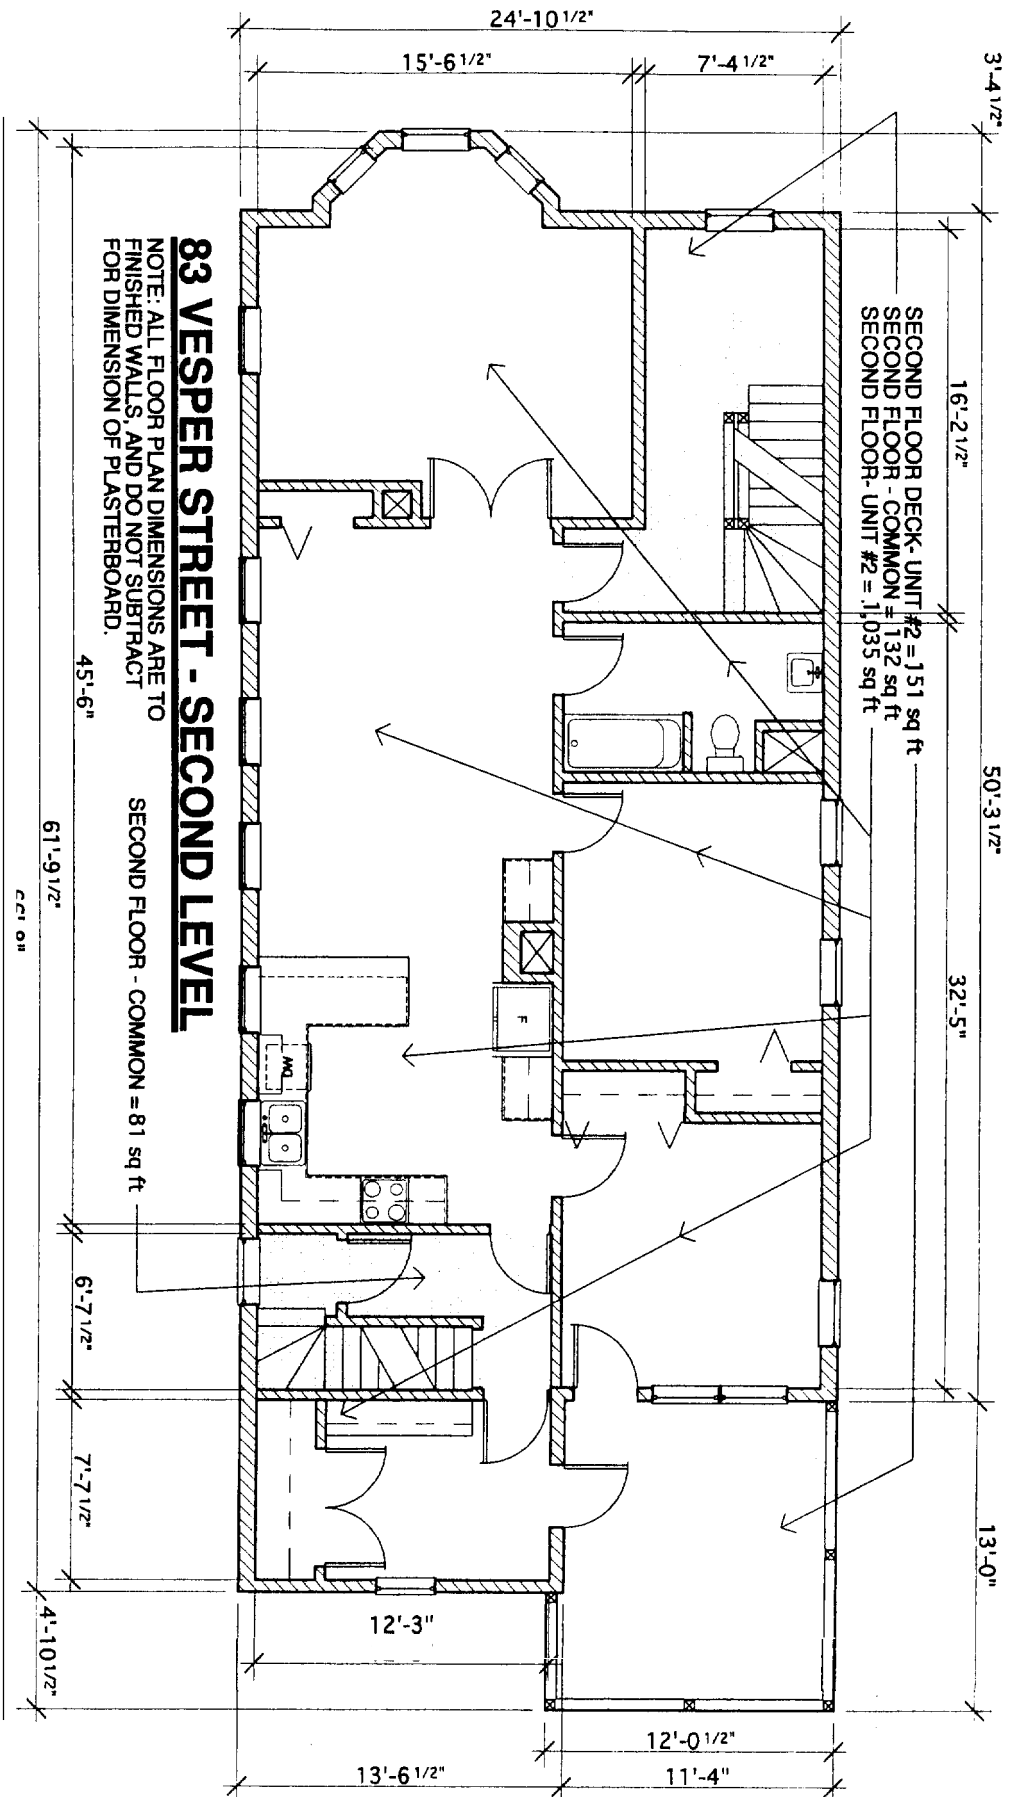 24'-10 1/2"
15'-6 1/2"
7'-4 1/2"
3'-4 1/2"
16'-2 1/2"
50'-3 1/2"
32'-5"
13'-0"
SECOND FLOOR DECK- UNIT #2 = 151 sq ft
SECOND FLOOR - COMMON = 132 sq ft
SECOND FLOOR- UNIT #2 = 1,035 sq ft
83 VESPER STREET - SECOND LEVEL
NOTE: ALL FLOOR PLAN DIMENSIONS ARE TO
FINISHED WALLS, AND DO NOT SUBTRACT
FOR DIMENSION OF PLASTERBOARD.
SECOND FLOOR - COMMON = 81 sq ft
F
DW
45'-6"
6'-7 1/2"
7'-7 1/2"
61'-9 1/2"
4'-10 1/2"
12'-3"
12'-0 1/2"
13'-6 1/2"
11'-4"